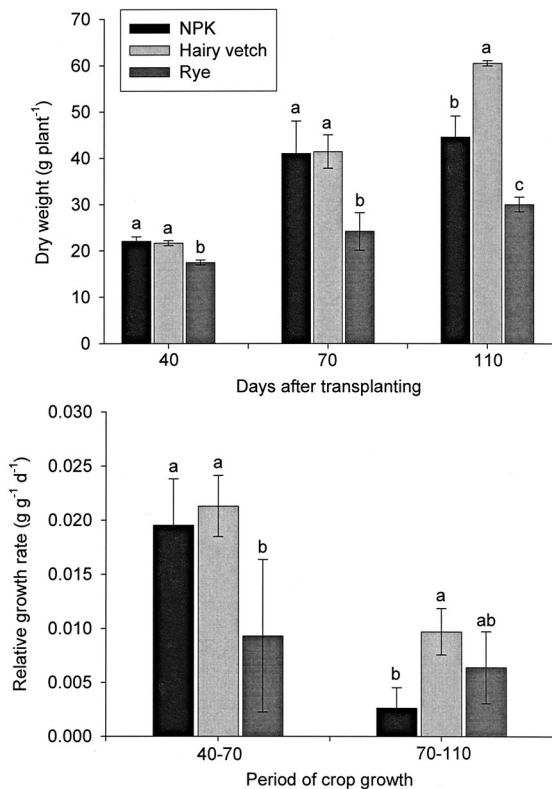 70
NPK
Hairy vetch
Rye
60
50
40
30
20
10
0
Dry weight (g plant⁻¹)
a a b
a a b
b a c
40 70 110
Days after transplanting
0.030
0.025
0.020
0.015
0.010
0.005
0.000
Relative growth rate (g g⁻¹ d⁻¹)
a a b
b a ab
40-70 70-110
Period of crop growth